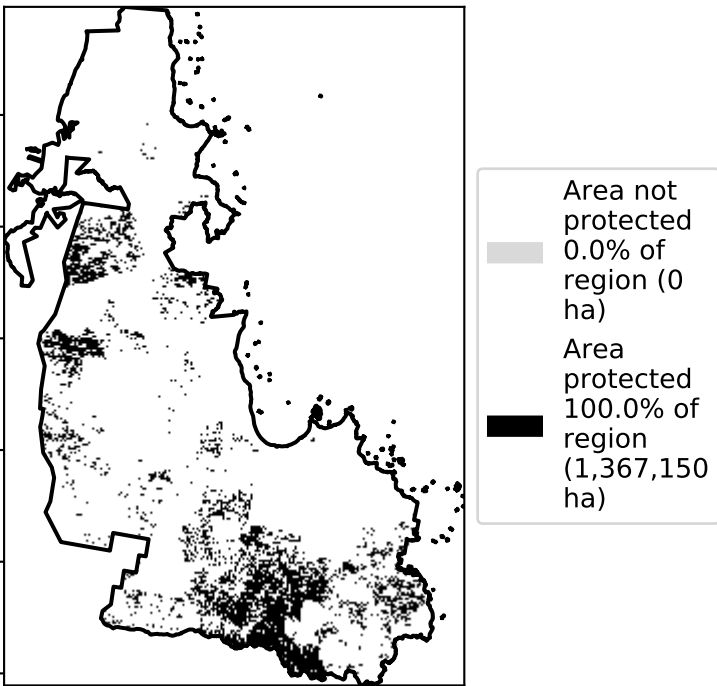 Area not
protected
0.0% of
region (0
ha)
Area
protected
100.0% of
region
(1,367,150
ha)